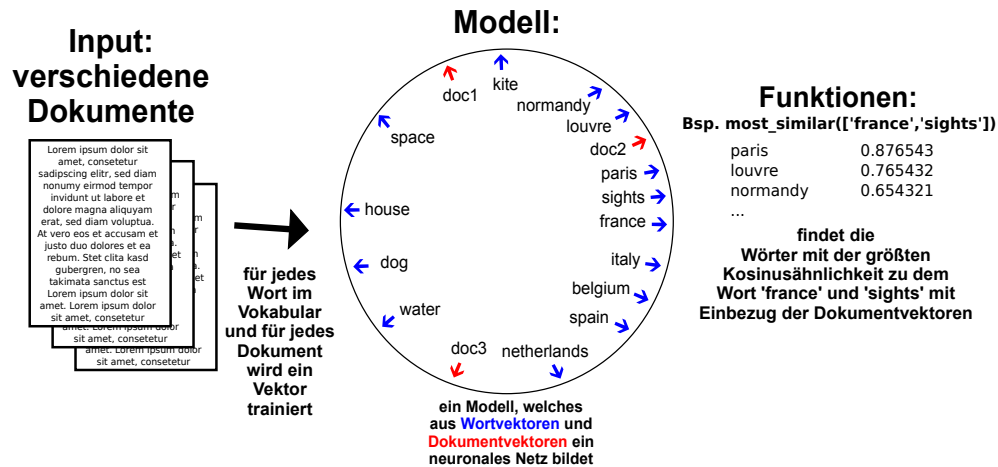 Input:
verschiedene
Dokumente
Lorem ipsum dolor sit
amet, consetetur
sadipscing elitr, sed diam
nonumy eirmod tempor
invidunt ut labore et
dolore magna aliquyam
erat, sed diam voluptua.
At vero eos et accusam et
justo duo dolores et ea
rebum. Stet clita kasd
gubergren, no sea
takimata sanctus est
Lorem ipsum dolor sit
amet. Lorem ipsum dolor
sit amet, consetetur
sit amet, consetetur
amet. Lorem ipsum dolor
sit amet, consetetur
für jedes
Wort im
Vokabular
und für jedes
Dokument
wird ein
Vektor
trainiert
Modell:
kite
doc1
normandy
louvre
space
doc2
paris
sights
house
france
dog
italy
belgium
water
spain
doc3
netherlands
ein Modell, welches
aus Wortvektoren und
Dokumentvektoren ein
neuronales Netz bildet
Funktionen:
Bsp. most_similar(['france','sights'])
paris 0.876543
louvre 0.765432
normandy 0.654321
...
findet die
Wörter mit der größten
Kosinusähnlichkeit zu dem
Wort 'france' und 'sights' mit
Einbezug der Dokumentvektoren